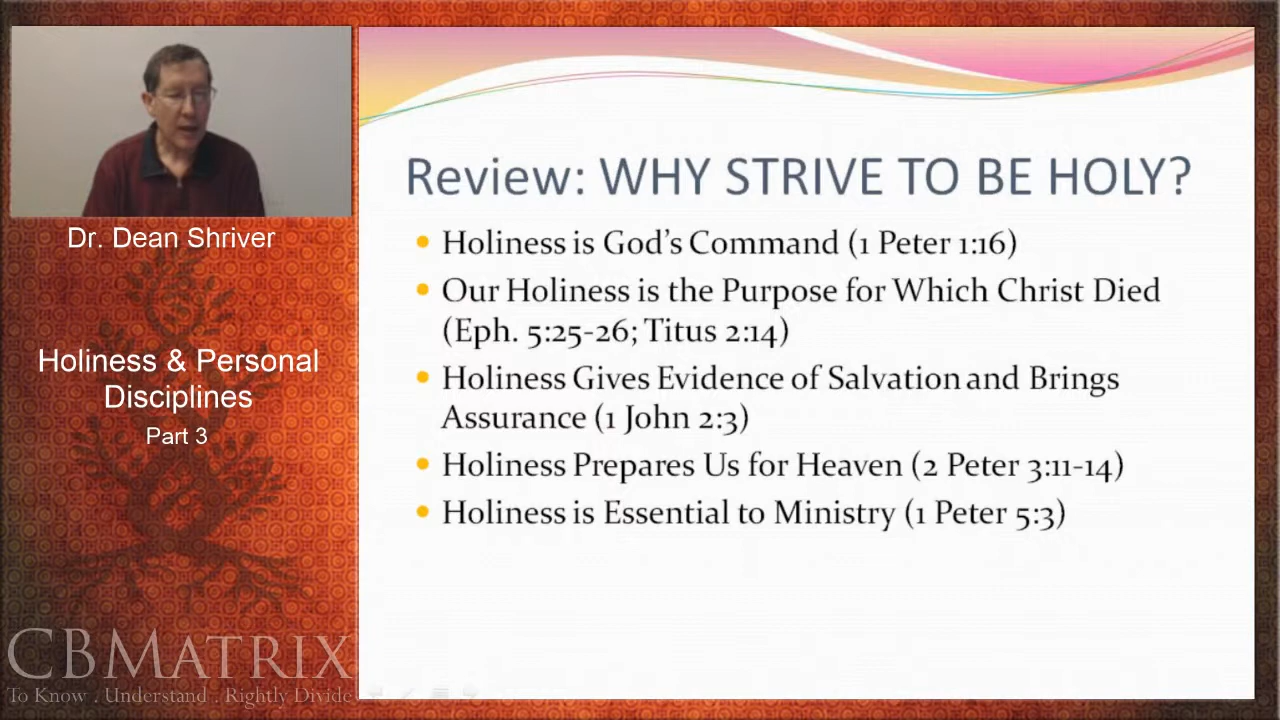 Dr. Dean Shriver
Holiness & Personal
Disciplines
Part 3
CBMATRIX
To Know . Understand . Rightly Divide
Review: WHY STRIVE TO BE HOLY?
• Holiness is God's Command (1 Peter 1:16)
• Our Holiness is the Purpose for Which Christ Died
(Eph. 5:25-26; Titus 2:14)
• Holiness Gives Evidence of Salvation and Brings
Assurance (1 John 2:3)
• Holiness Prepares Us for Heaven (2 Peter 3:11-14)
• Holiness is Essential to Ministry (1 Peter 5:3)